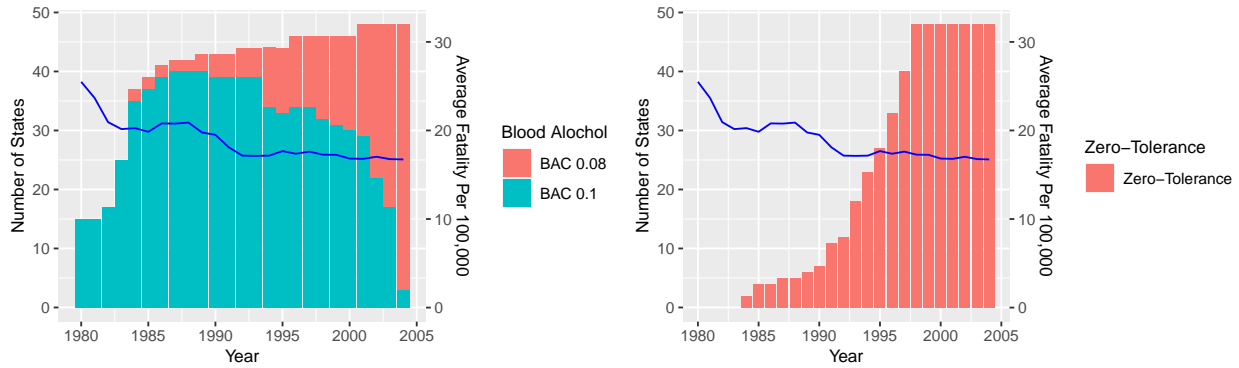 50
40
30
20
10
0
Number of States
30
20
10
0
Average Fatality Per 100,000
1980
1985
1990
1995
2000
2005
Year
Blood Alochol
BAC 0.08
BAC 0.1
50
40
30
20
10
0
Number of States
30
20
10
0
Average Fatality Per 100,000
1980
1985
1990
1995
2000
2005
Year
Zero-Tolerance
Zero-Tolerance